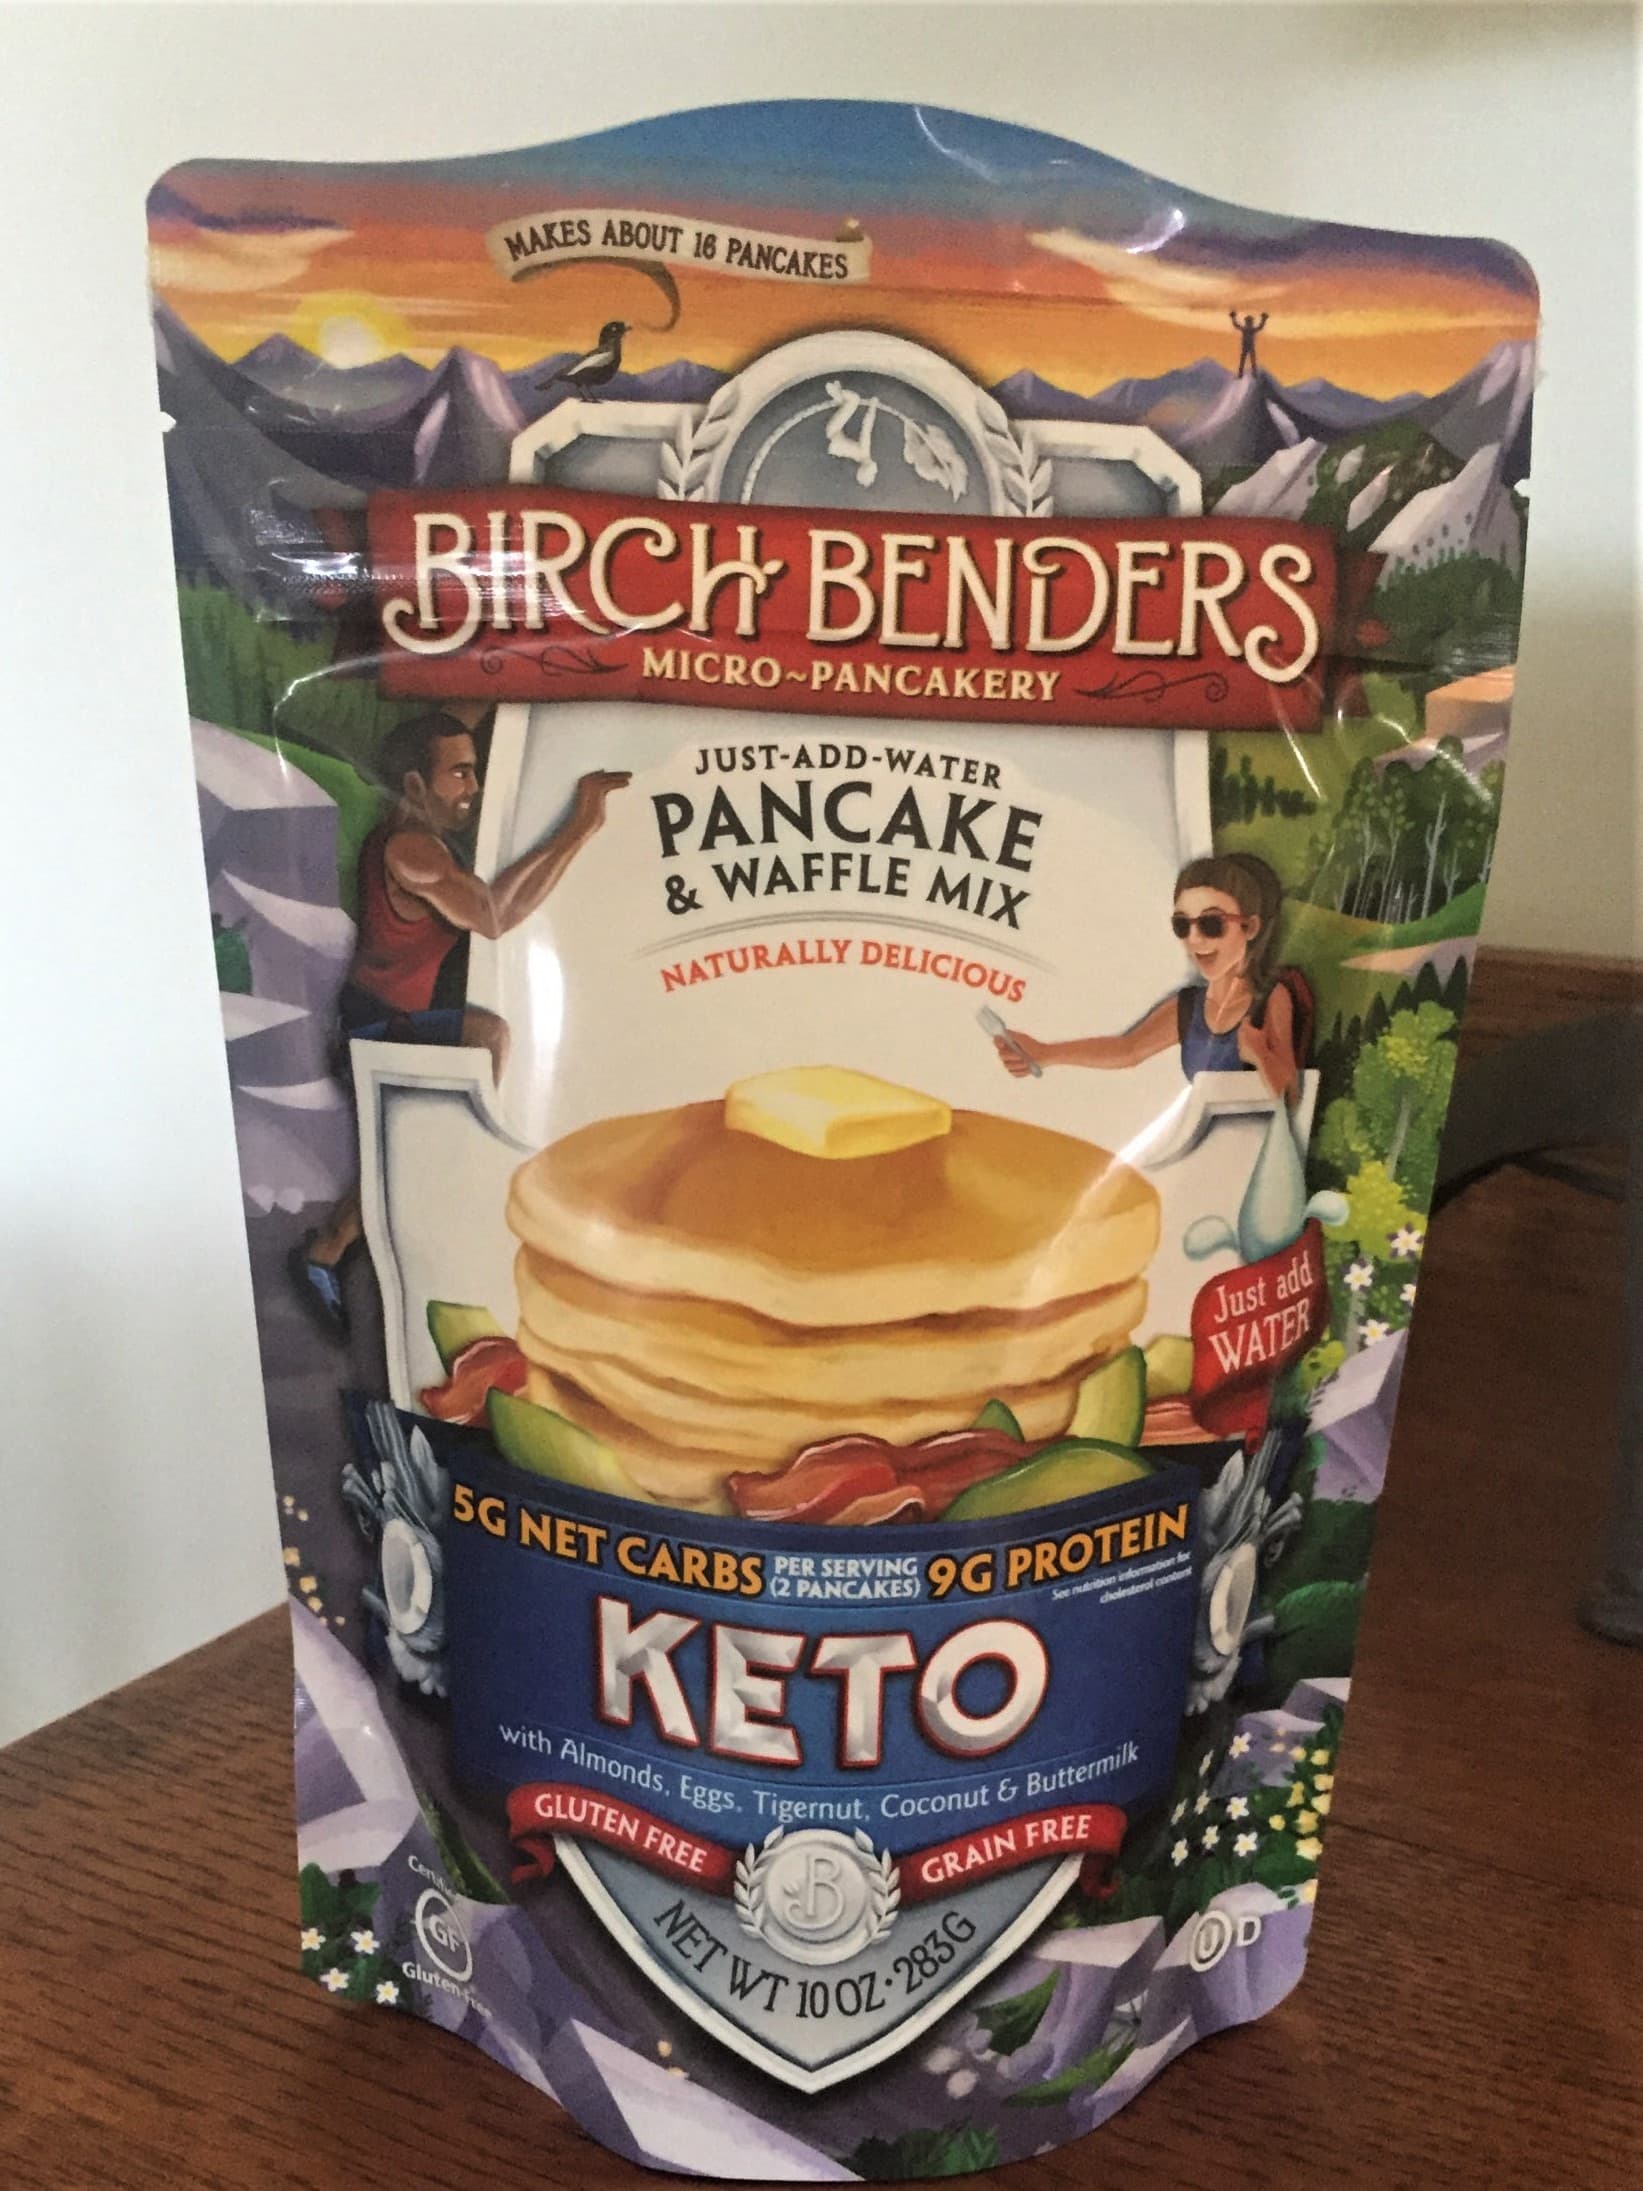 MAKES ABOUT 16 PANCAKES
BIRCH BENDERS
MICRO~PANCAKERY
JUST-ADD-WATER
PANCAKE
& WAFFLE MIX
NATURALLY DELICIOUS
Just add
WATER
5G NET CARBS PER SERVING (2 PANCAKES) 9G PROTEIN
See nutrition information for
cholesterol content
KETO
with Almonds, Eggs, Tigernut, Coconut & Buttermilk
GLUTEN FREE
GRAIN FREE
B
GF
Gluten-Free
NET WT 10 OZ · 283G
U D